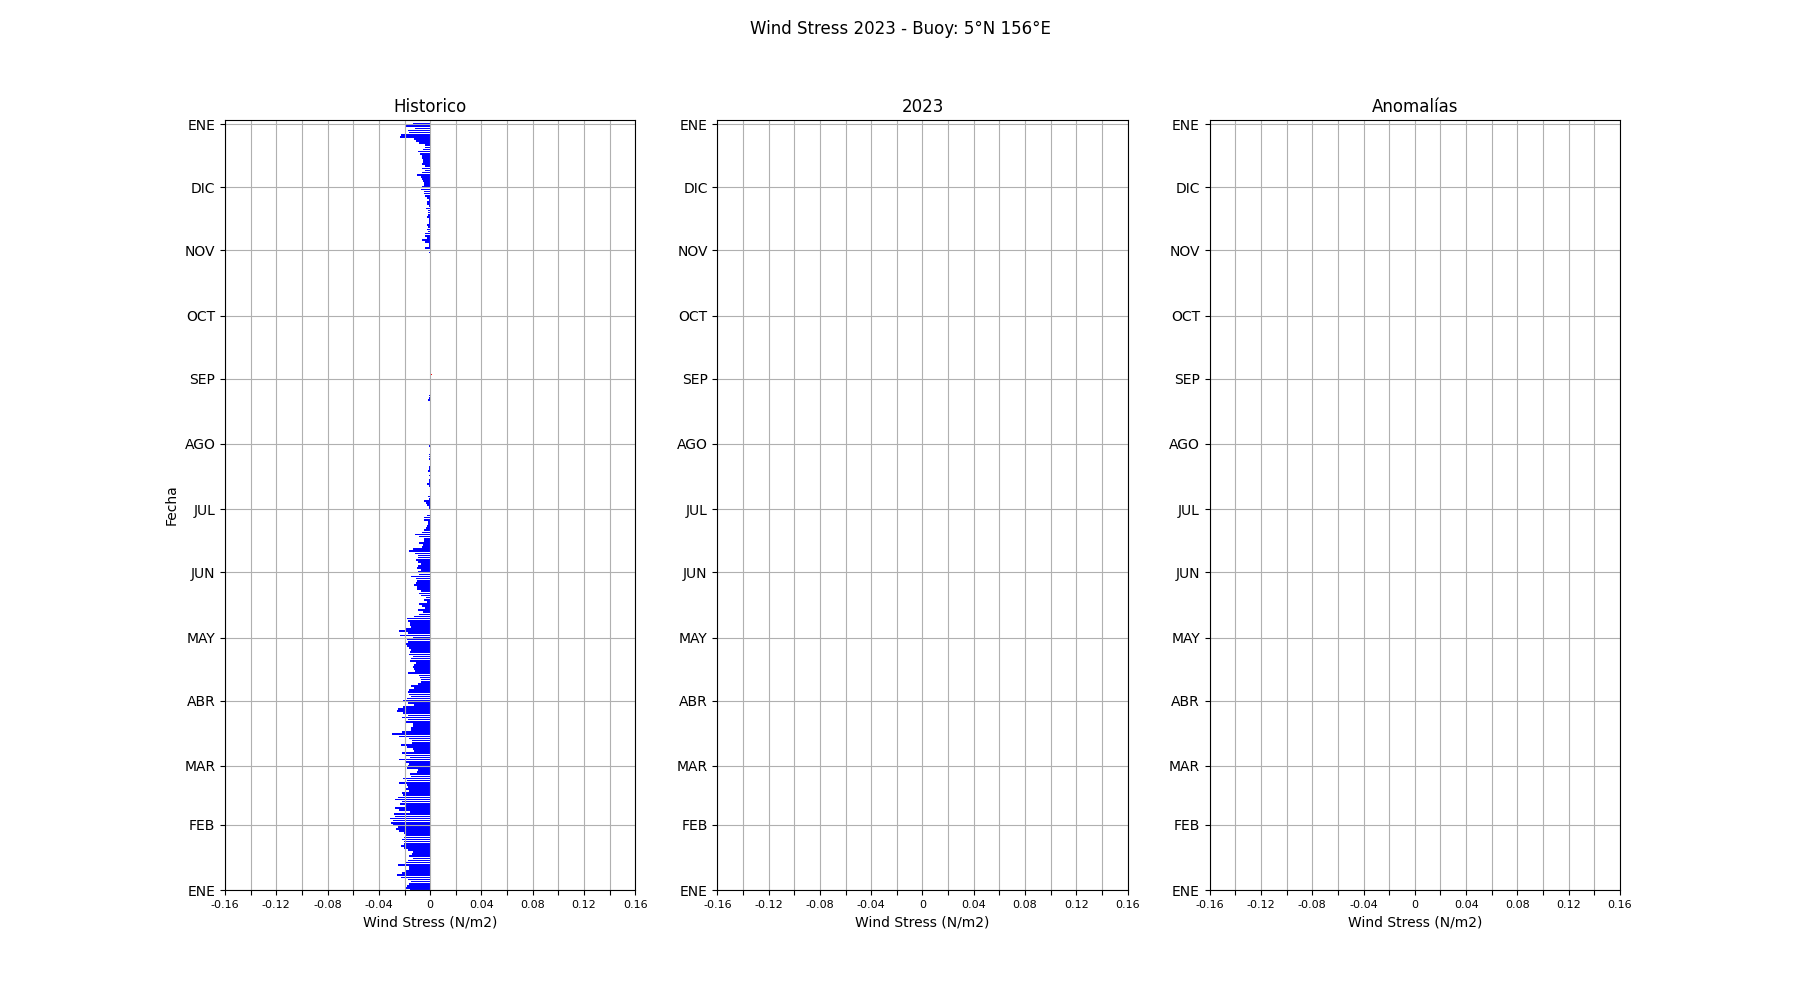 Wind Stress 2023 - Buoy: 5°N 156°E
Historico
ENE
DIC
NOV
OCT
SEP
AGO
JUL
JUN
MAY
ABR
MAR
FEB
ENE
Fecha
-0.16 -0.12 -0.08 -0.04 0 0.04 0.08 0.12 0.16
Wind Stress (N/m2)
2023
ENE
DIC
NOV
OCT
SEP
AGO
JUL
JUN
MAY
ABR
MAR
FEB
ENE
-0.16 -0.12 -0.08 -0.04 0 0.04 0.08 0.12 0.16
Wind Stress (N/m2)
Anomalías
ENE
DIC
NOV
OCT
SEP
AGO
JUL
JUN
MAY
ABR
MAR
FEB
ENE
-0.16 -0.12 -0.08 -0.04 0 0.04 0.08 0.12 0.16
Wind Stress (N/m2)